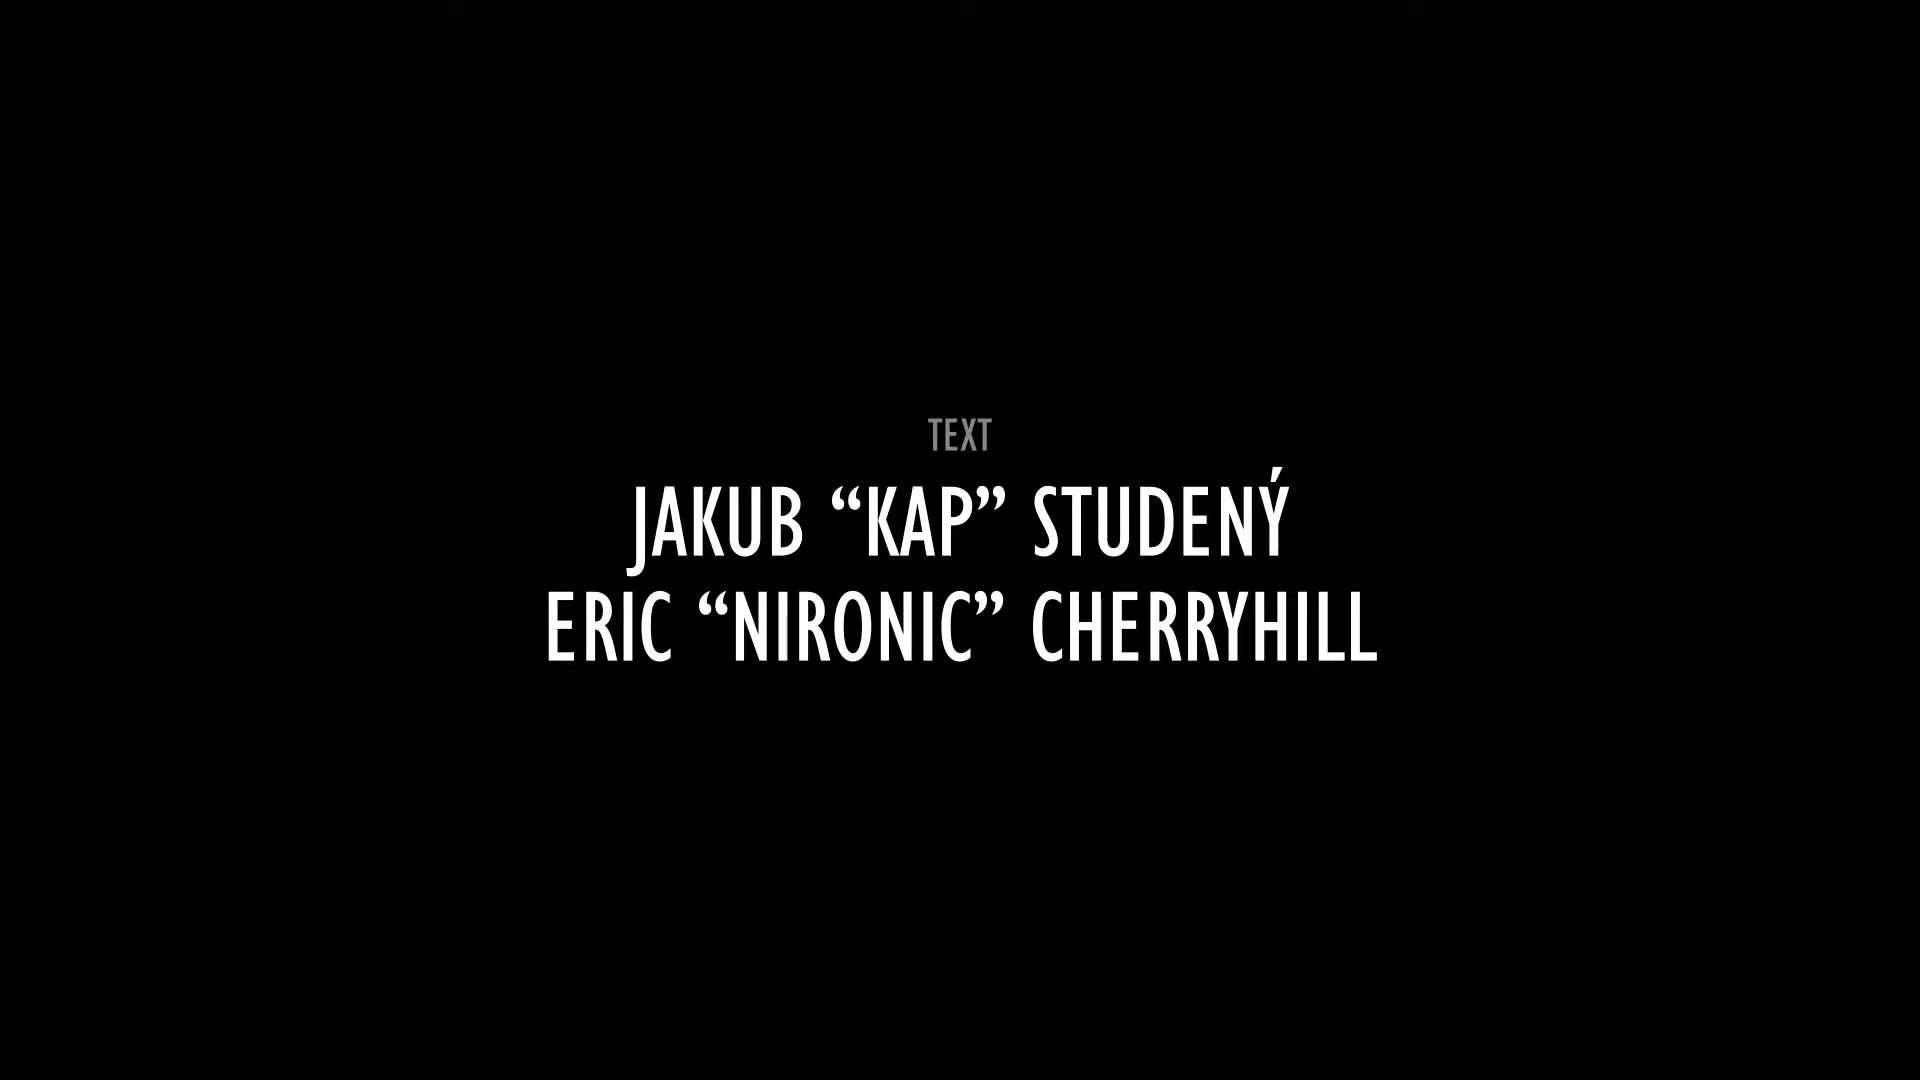 TEXT
JAKUB “KAP” STUDENÝ
ERIC “NIRONIC” CHERRYHILL